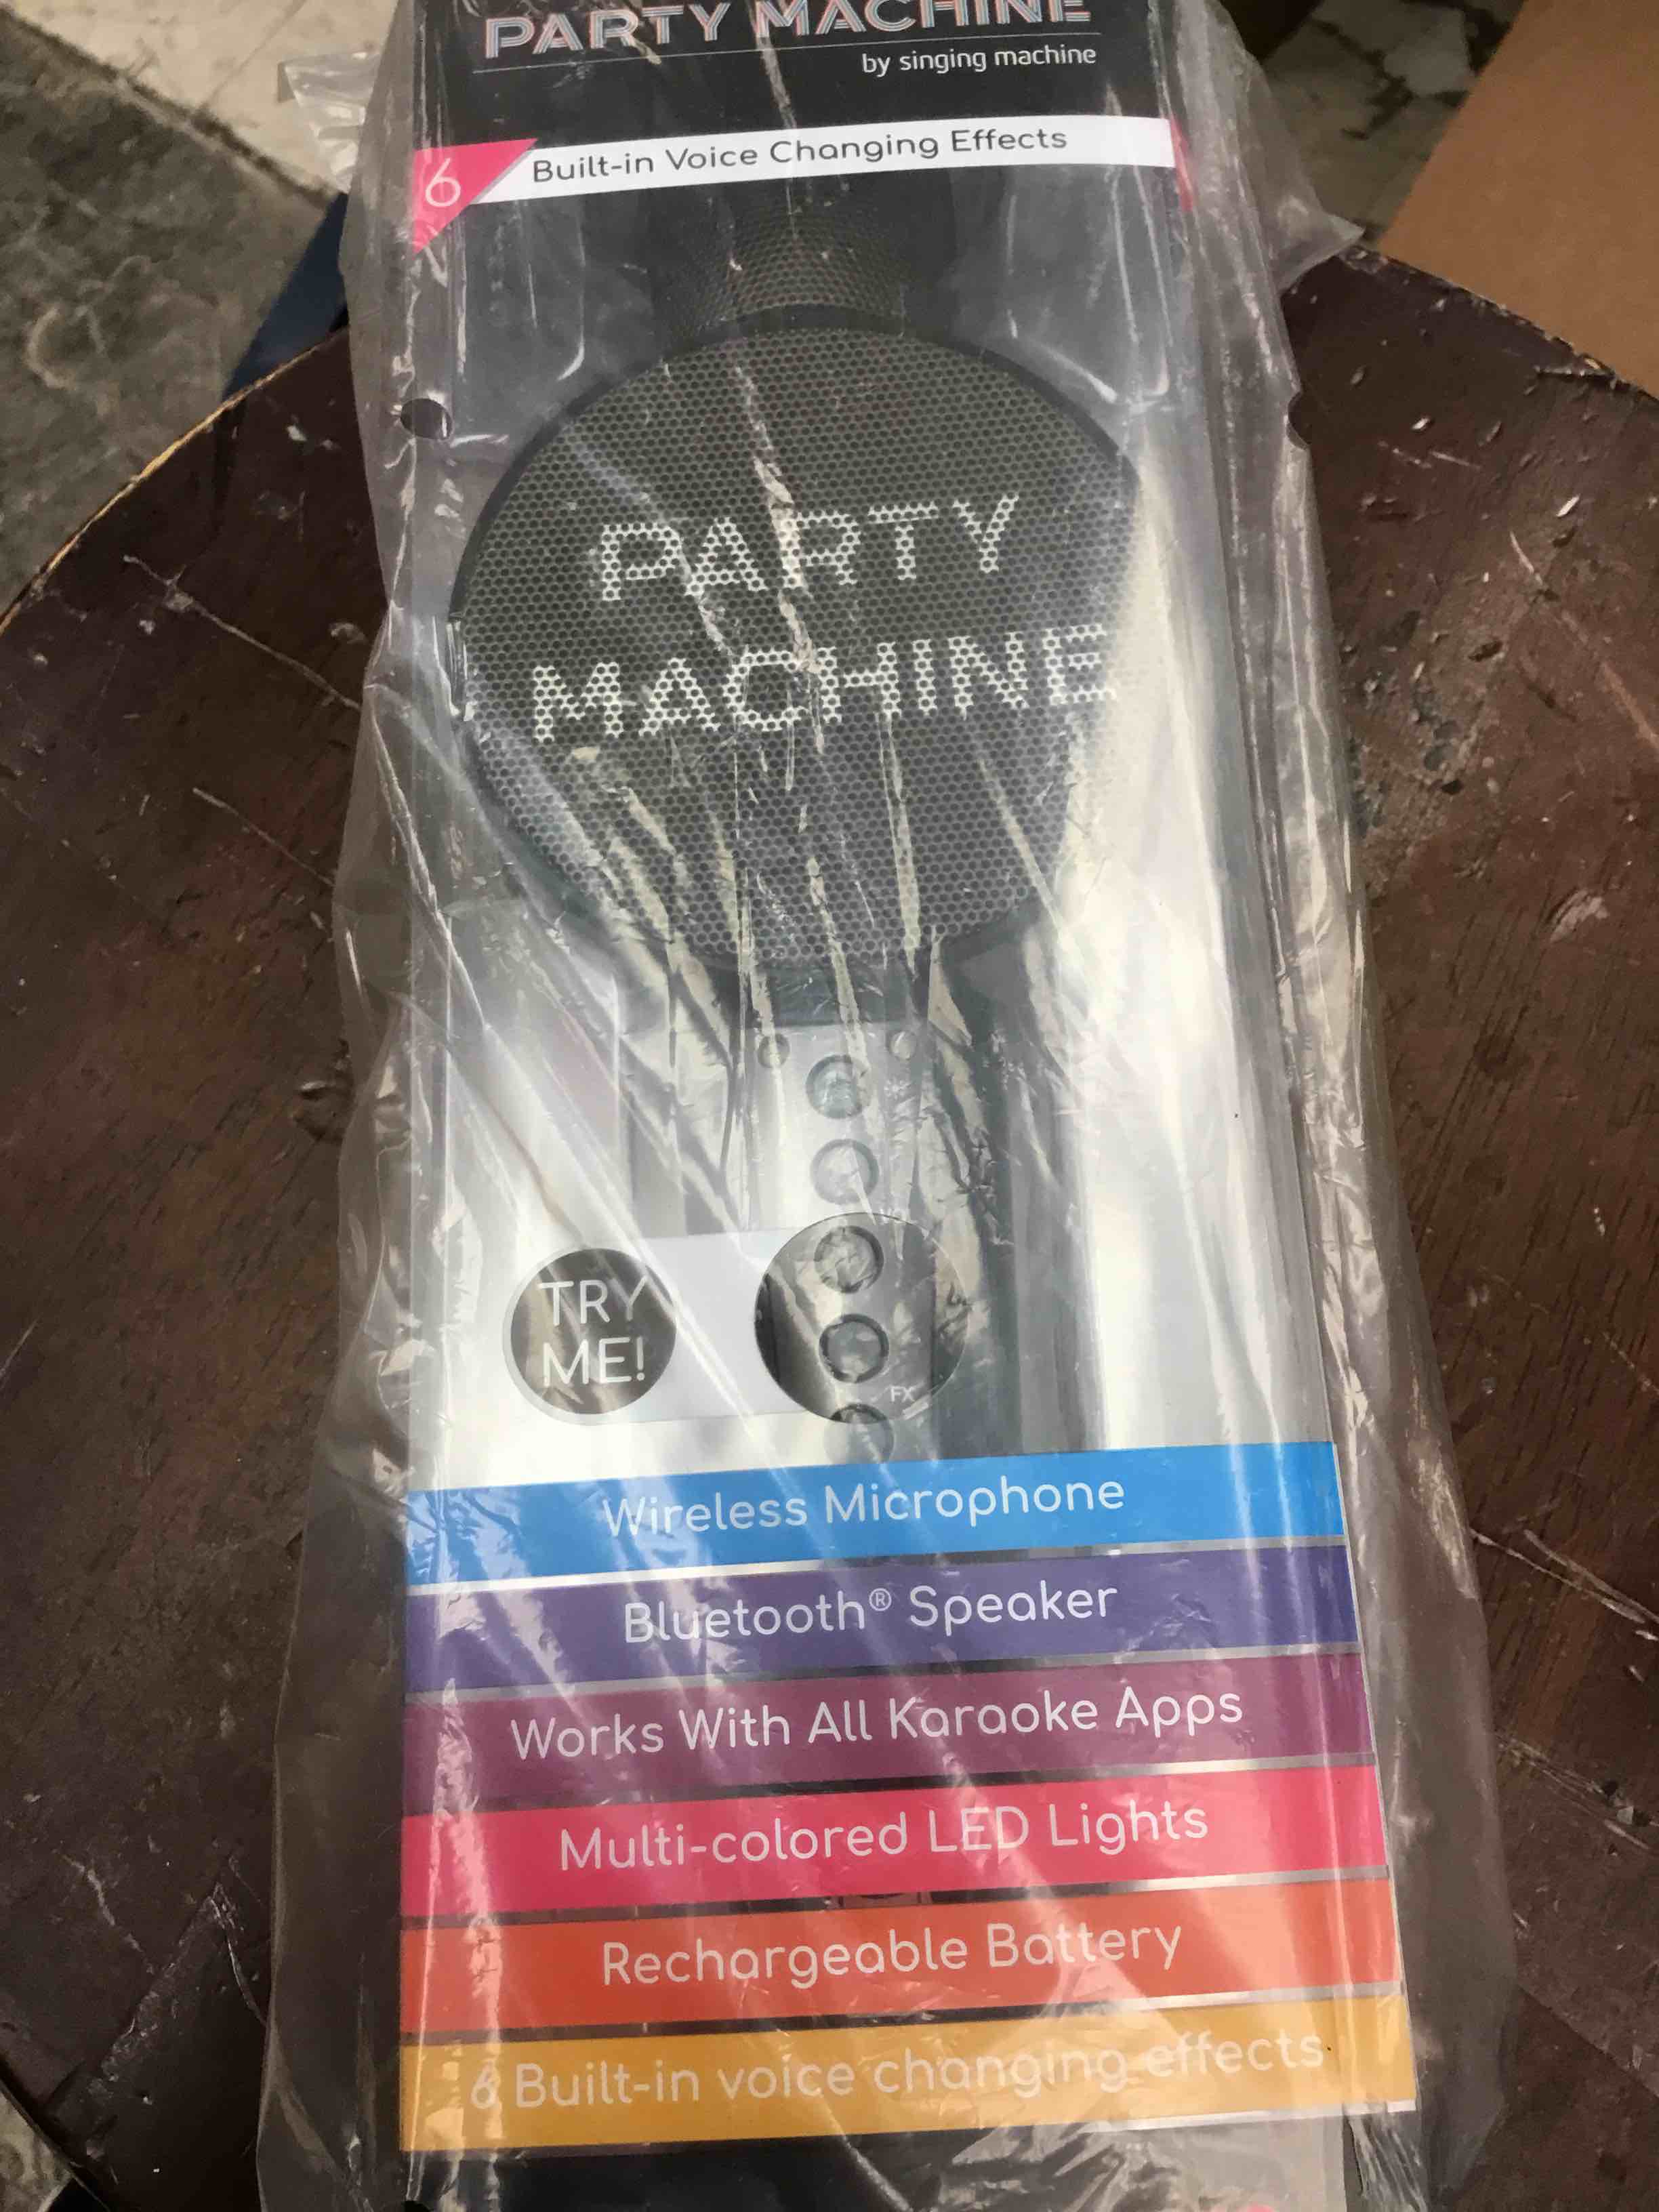 PARTY MACHINE
by singing machine
6 Built-in Voice Changing Effects
PARTY
MACHINE
TRY
ME!
FX
Wireless Microphone
Bluetooth® Speaker
Works With All Karaoke Apps
Multi-colored LED Lights
Rechargeable Battery
6 Built-in voice changing effects